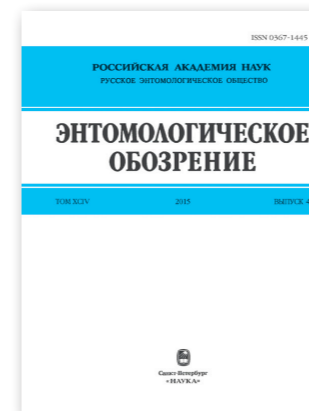 ISSN 0367-1445
РОССИЙСКАЯ АКАДЕМИЯ НАУК
РУССКОЕ ЭНТОМОЛОГИЧЕСКОЕ ОБЩЕСТВО
ЭНТОМОЛОГИЧЕСКОЕ
ОБОЗРЕНИЕ
ТОМ XCIV 2015 ВЫПУСК 4
Санкт-Петербург
«НАУКА»